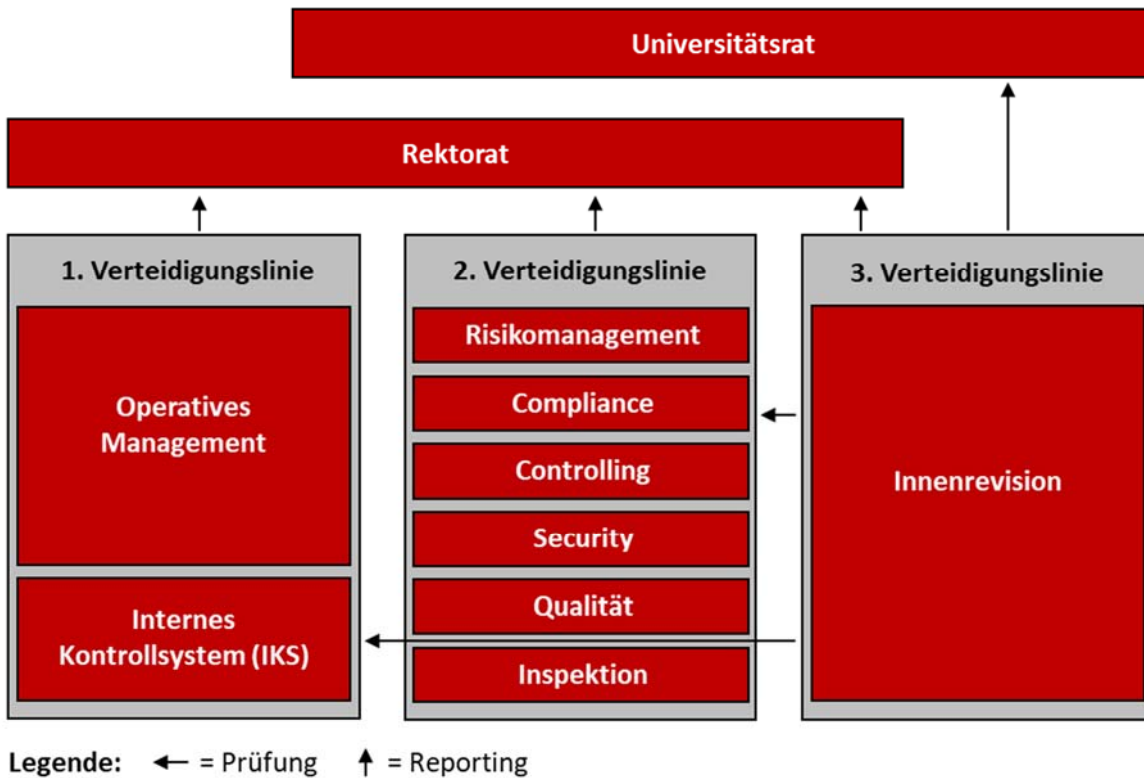 Universitätsrat
Rektorat
1. Verteidigungslinie
Operatives
Management
Internes
Kontrollsystem (IKS)
2. Verteidigungslinie
Risikomanagement
Compliance
Controlling
Security
Qualität
Inspektion
3. Verteidigungslinie
Innenrevision
Legende: ← = Prüfung ↑ = Reporting